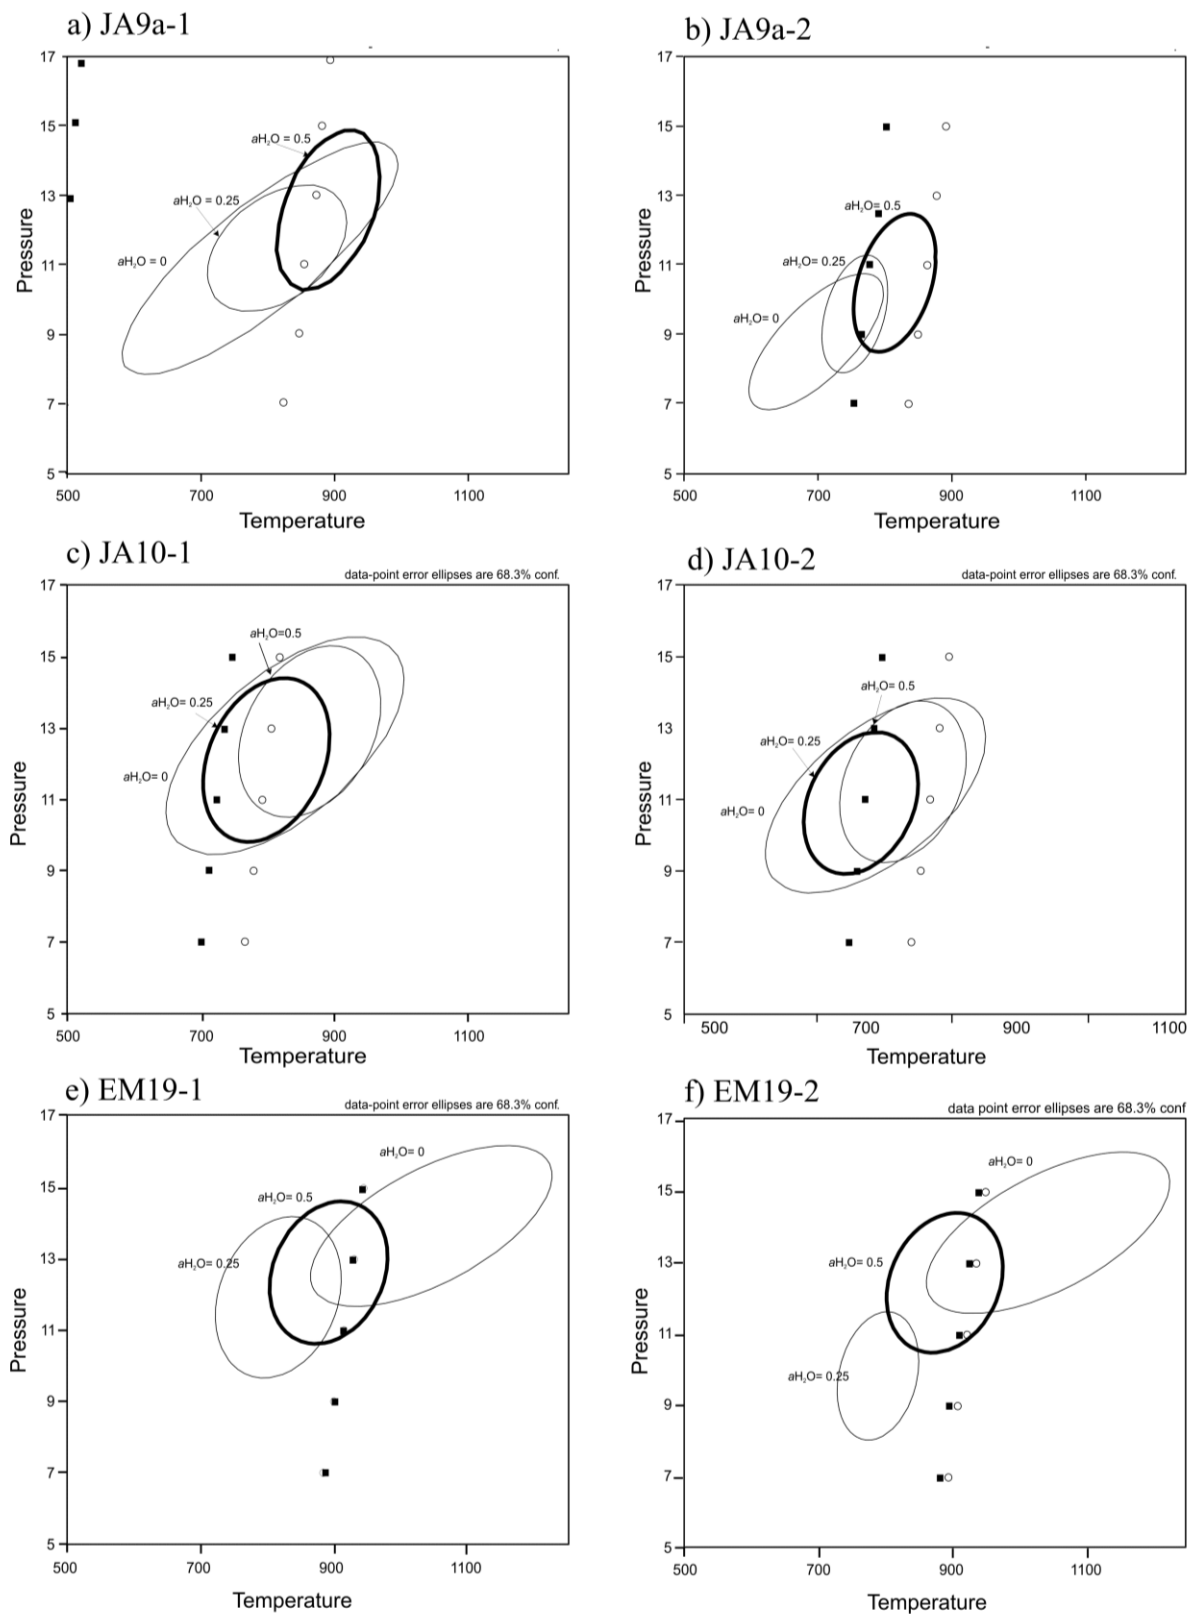 a) JA9a-1
17
15
13
11
9
7
5
Pressure
aH2O = 0.5
aH2O = 0.25
aH2O = 0
500 700 900 1100
Temperature
b) JA9a-2
17
15
13
11
9
7
5
Pressure
aH2O= 0.5
aH2O= 0.25
aH2O= 0
500 700 900 1100
Temperature
c) JA10-1
data-point error ellipses are 68.3% conf.
17
15
13
11
9
7
5
Pressure
aH2O=0.5
aH2O= 0.25
aH2O= 0
500 700 900 1100
Temperature
d) JA10-2
data-point error ellipses are 68.3% conf.
17
15
13
11
9
7
5
Pressure
aH2O= 0.5
aH2O= 0.25
aH2O= 0
500 700 900 1100
Temperature
e) EM19-1
data-point error ellipses are 68.3% conf.
17
15
13
11
9
7
5
Pressure
aH2O= 0
aH2O= 0.5
aH2O= 0.25
500 700 900 1100
Temperature
f) EM19-2
data point error ellipses are 68.3% conf
17
15
13
11
9
7
5
Pressure
aH2O= 0
aH2O= 0.5
aH2O= 0.25
500 700 900 1100
Temperature